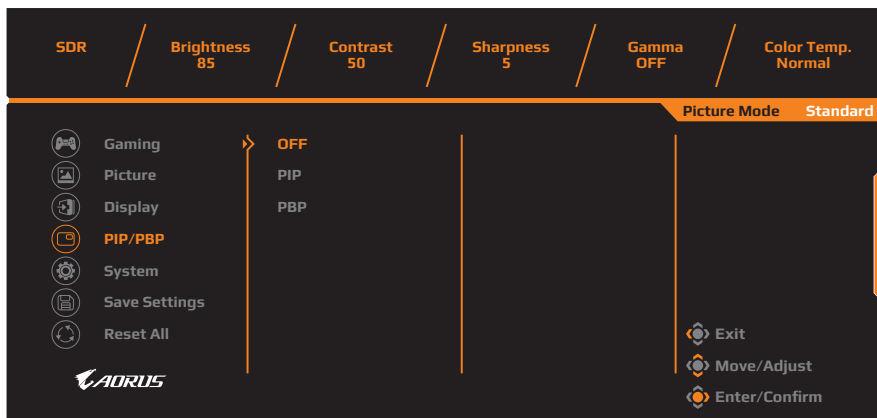 SDR
Brightness
85
Contrast
50
Sharpness
5
Gamma
OFF
Color Temp.
Normal
Picture Mode Standard
Gaming
Picture
Display
PIP/PBP
System
Save Settings
Reset All
OFF
PIP
PBP
Exit
Move/Adjust
Enter/Confirm
AORUS